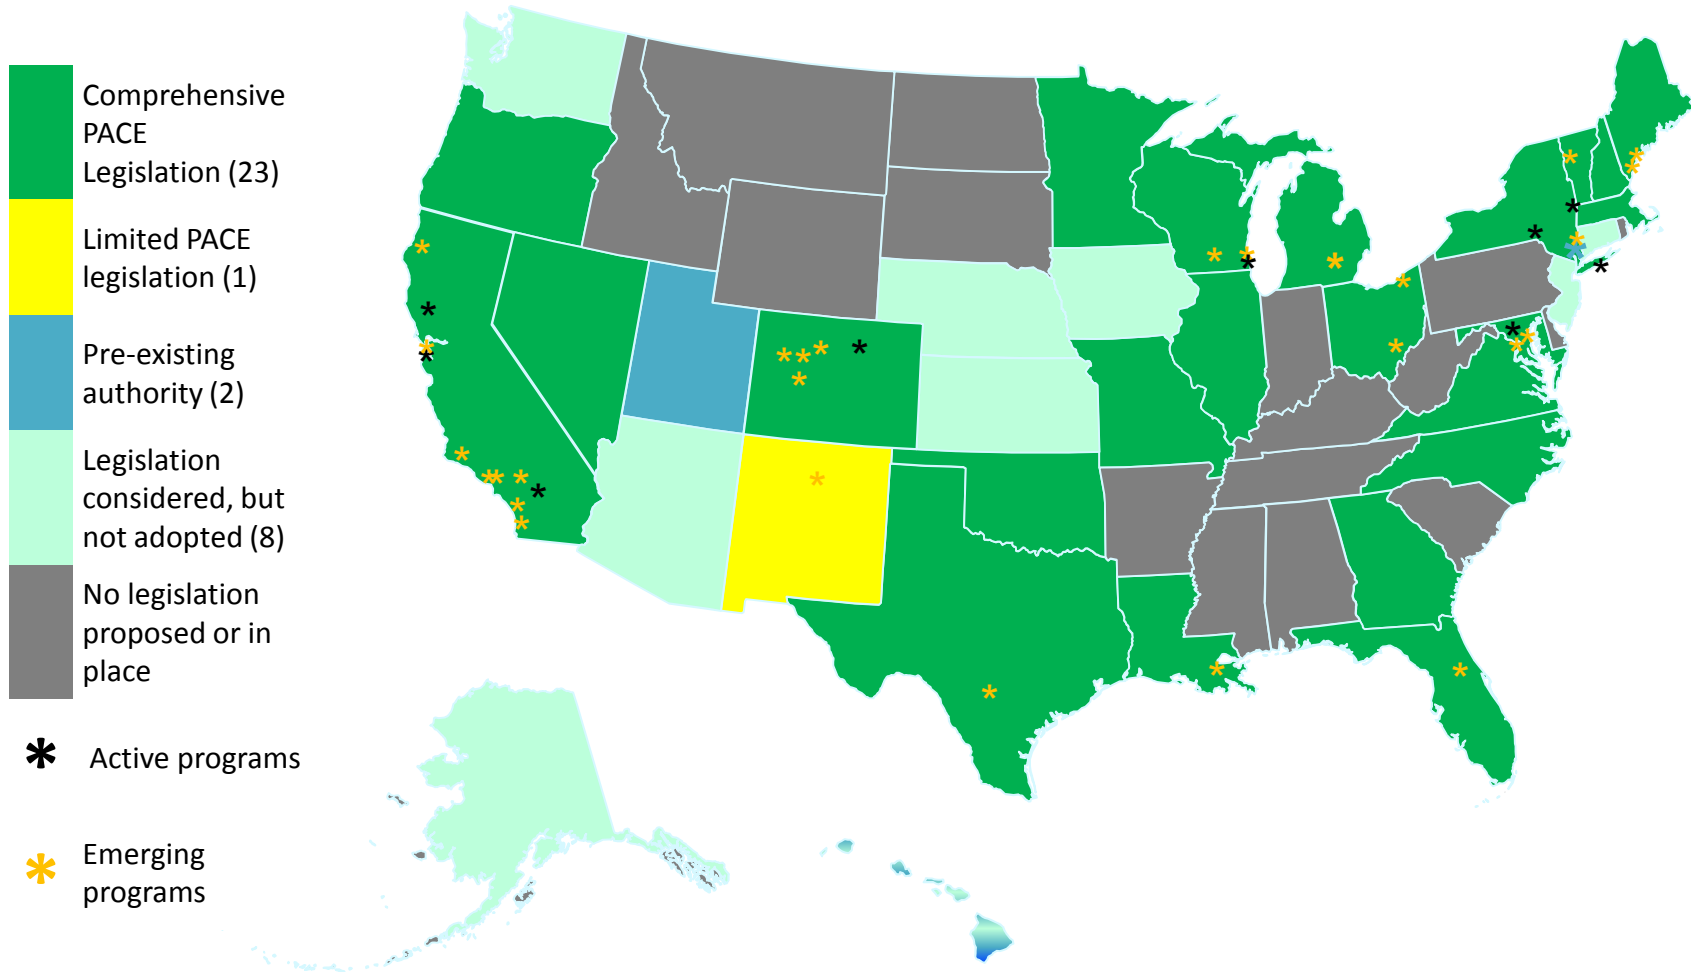 Comprehensive
PACE
Legislation (23)
Limited PACE
legislation (1)
Pre-existing
authority (2)
Legislation
considered, but
not adopted (8)
No legislation
proposed or in
place
* Active programs
* Emerging
programs